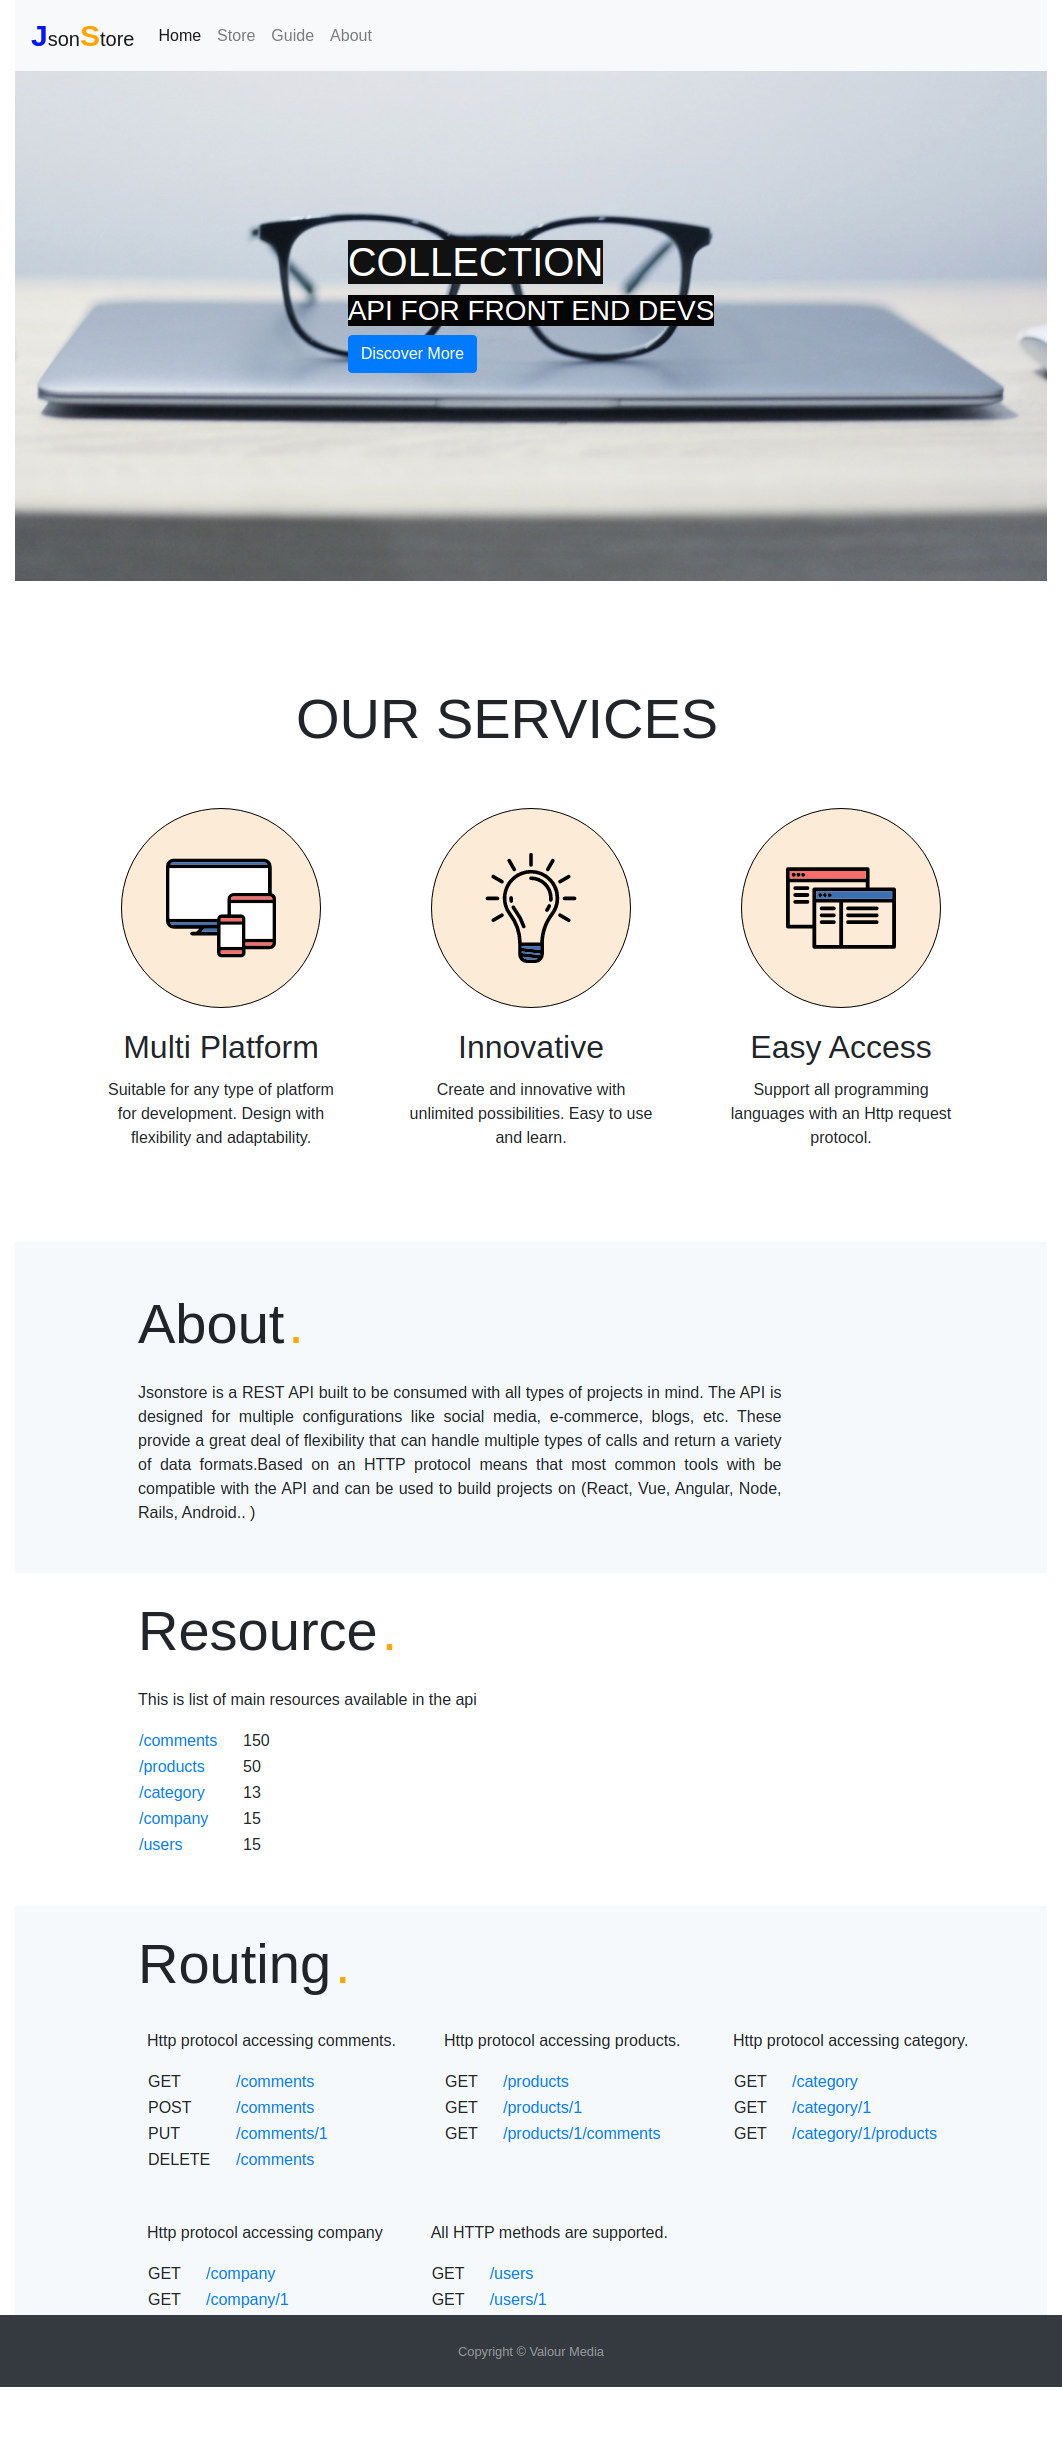 JsonStore Home Store Guide About
COLLECTION
API FOR FRONT END DEVS
Discover More
OUR SERVICES
Multi Platform
Suitable for any type of platform
for development. Design with
flexibility and adaptability.
Innovative
Create and innovative with
unlimited possibilities. Easy to use
and learn.
Easy Access
Support all programming
languages with an Http request
protocol.
About.
Jsonstore is a REST API built to be consumed with all types of projects in mind. The API is
designed for multiple configurations like social media, e-commerce, blogs, etc. These
provide a great deal of flexibility that can handle multiple types of calls and return a variety
of data formats.Based on an HTTP protocol means that most common tools with be
compatible with the API and can be used to build projects on (React, Vue, Angular, Node,
Rails, Android.. )
Resource.
This is list of main resources available in the api
/comments 150
/products 50
/category 13
/company 15
/users 15
Routing.
Http protocol accessing comments.
GET /comments
POST /comments
PUT /comments/1
DELETE /comments
Http protocol accessing products.
GET /products
GET /products/1
GET /products/1/comments
Http protocol accessing category.
GET /category
GET /category/1
GET /category/1/products
Http protocol accessing company
GET /company
GET /company/1
All HTTP methods are supported.
GET /users
GET /users/1
Copyright © Valour Media